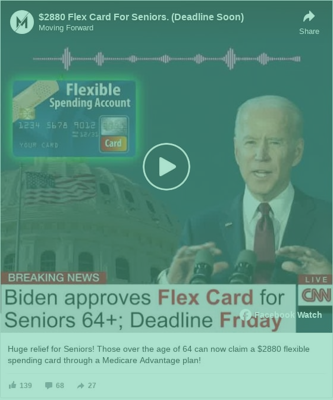 $2880 Flex Card For Seniors. (Deadline Soon)
Moving Forward
Share
Flexible
Spending Account
1234 5678 9012
YOUR CARD
Card
BREAKING NEWS
LIVE
Biden approves Flex Card for
CNN
Seniors 64+; Deadline Friday
Facebook Watch
Huge relief for Seniors! Those over the age of 64 can now claim a $2880 flexible
spending card through a Medicare Advantage plan!
139
68
27